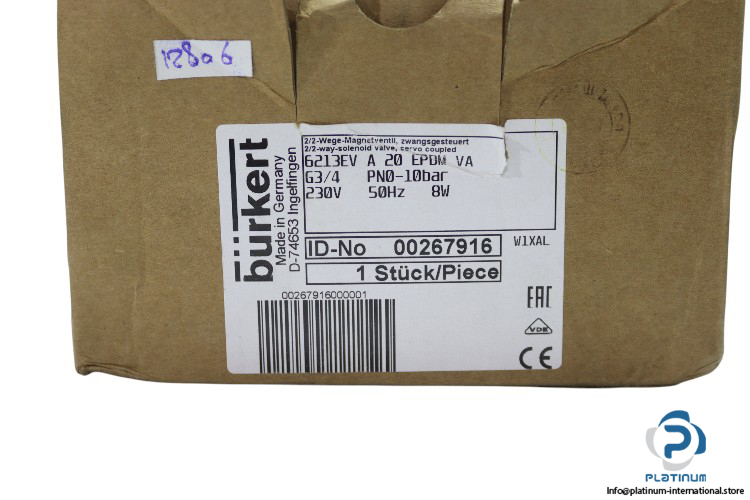 12806
2/2-Wege-Magnetventil, zwangsgesteuert
2/2-way-solenoid valve, servo coupled
6213EV A 20 EPDM VA
G3/4 PN0-10bar
230V 50Hz 8W
bürkert
Made in Germany
D-74653 Ingelfingen
ID-No 00267916
W1XAL
1 Stück/Piece
00267916000001
EAC
VDE
CE
PLATINUM
Info@platinum-international.store